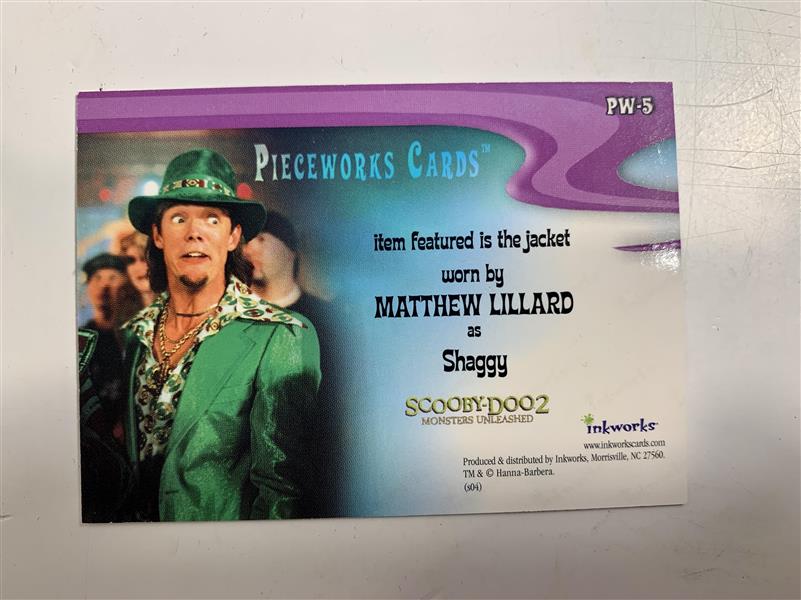 PW-5
PIECEWORKS CARDS™
item featured is the jacket
worn by
MATTHEW LILLARD
as
Shaggy
SCOOBY-DOO 2
MONSTERS UNLEASHED
inkworks
www.inkworkscards.com
Produced & distributed by Inkworks, Morrisville, NC 27560.
TM & © Hanna-Barbera.
(s04)